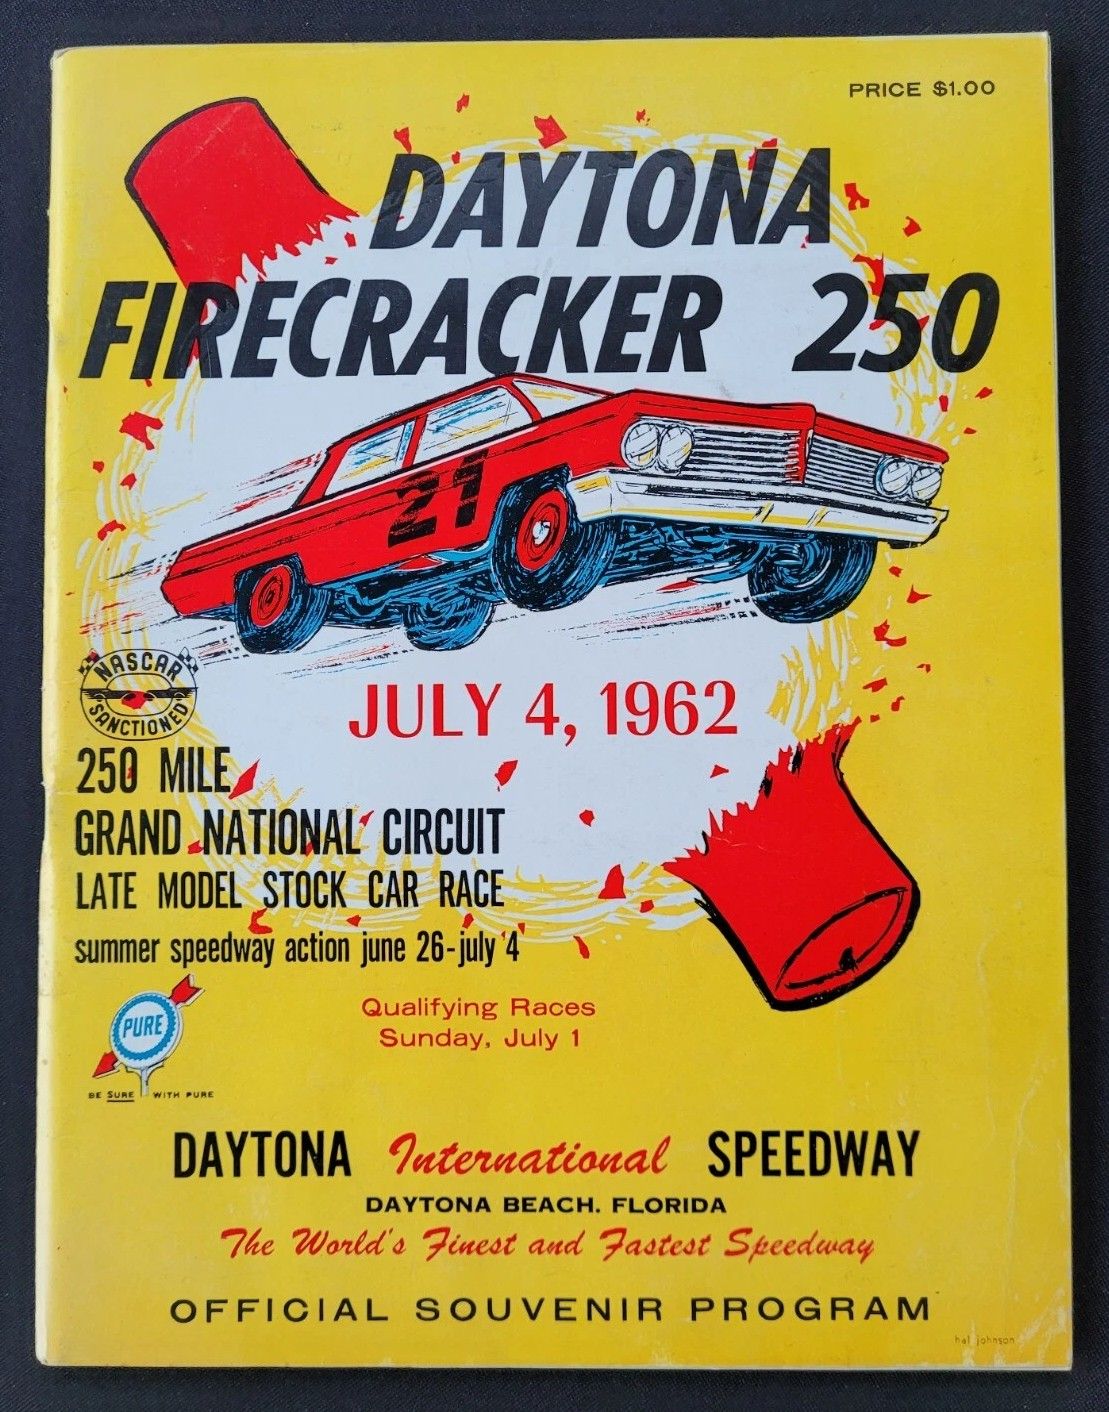 PRICE $1.00
DAYTONA
FIRECRACKER 250
21
NASCAR
SANCTIONED
JULY 4, 1962
250 MILE
GRAND NATIONAL CIRCUIT
LATE MODEL STOCK CAR RACE
summer speedway action june 26-july 4
PURE
BE SURE WITH PURE
Qualifying Races
Sunday, July 1
DAYTONA International SPEEDWAY
DAYTONA BEACH. FLORIDA
The World's Finest and Fastest Speedway
OFFICIAL SOUVENIR PROGRAM
hal johnson